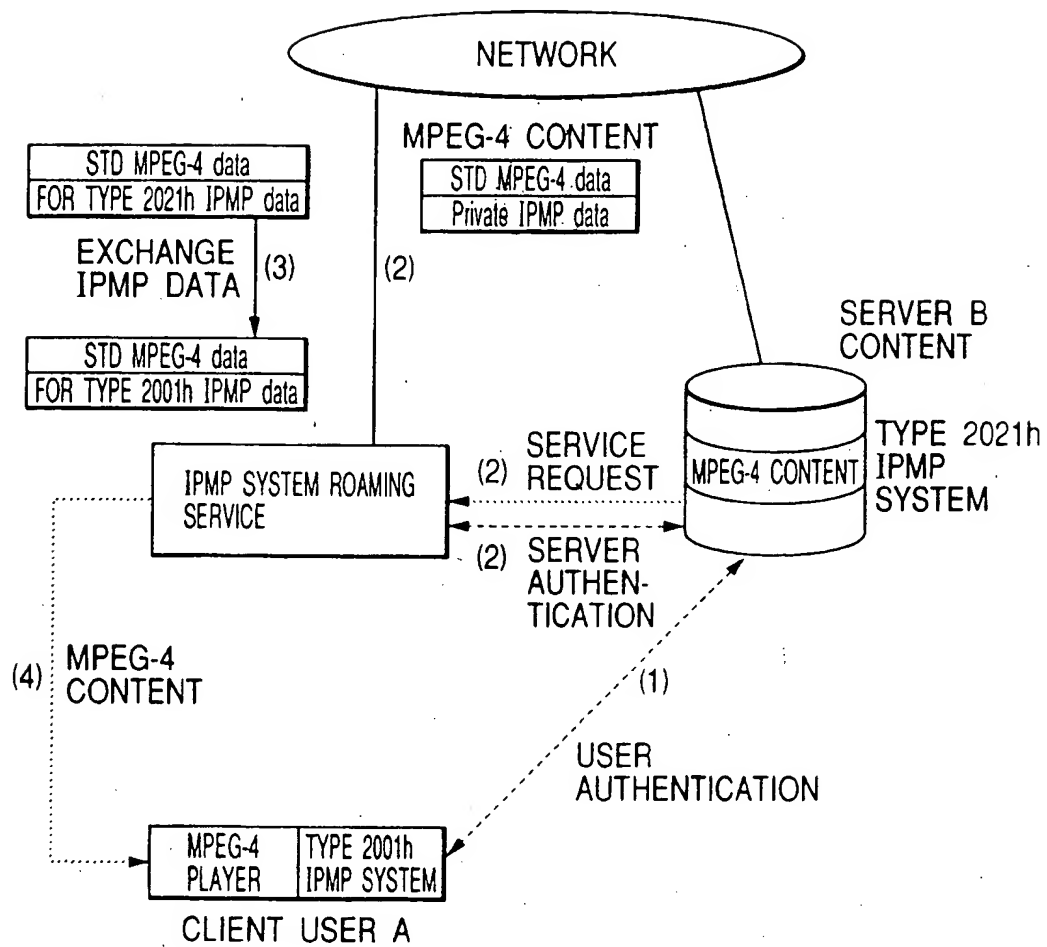 NETWORK
MPEG-4 CONTENT
STD MPEG-4 data
Private IPMP data
STD MPEG-4 data
FOR TYPE 2021h IPMP data
EXCHANGE
IPMP DATA
(3)
(2)
STD MPEG-4 data
FOR TYPE 2001h IPMP data
SERVER B
CONTENT
TYPE 2021h
IPMP
SYSTEM
MPEG-4 CONTENT
IPMP SYSTEM ROAMING
SERVICE
(2) SERVICE
REQUEST
(2) SERVER
AUTHEN-
TICATION
(4)
MPEG-4
CONTENT
(1)
USER
AUTHENTICATION
MPEG-4
PLAYER
TYPE 2001h
IPMP SYSTEM
CLIENT USER A